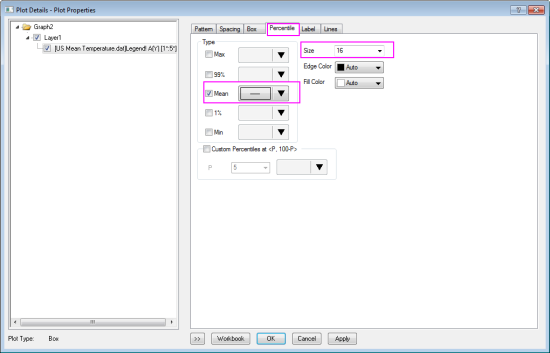 Plot Details - Plot Properties
Graph2
Layer1
[US Mean Temperature.dat]Legend! A(Y) [1*:5*]
Pattern Spacing Box Percentile Label Lines
Type
Max
99%
Mean
1%
Min
Size 16
Edge Color Auto
Fill Color Auto
Custom Percentiles at <P, 100-P>
P 5
Plot Type: Box
>> Workbook OK Cancel Apply